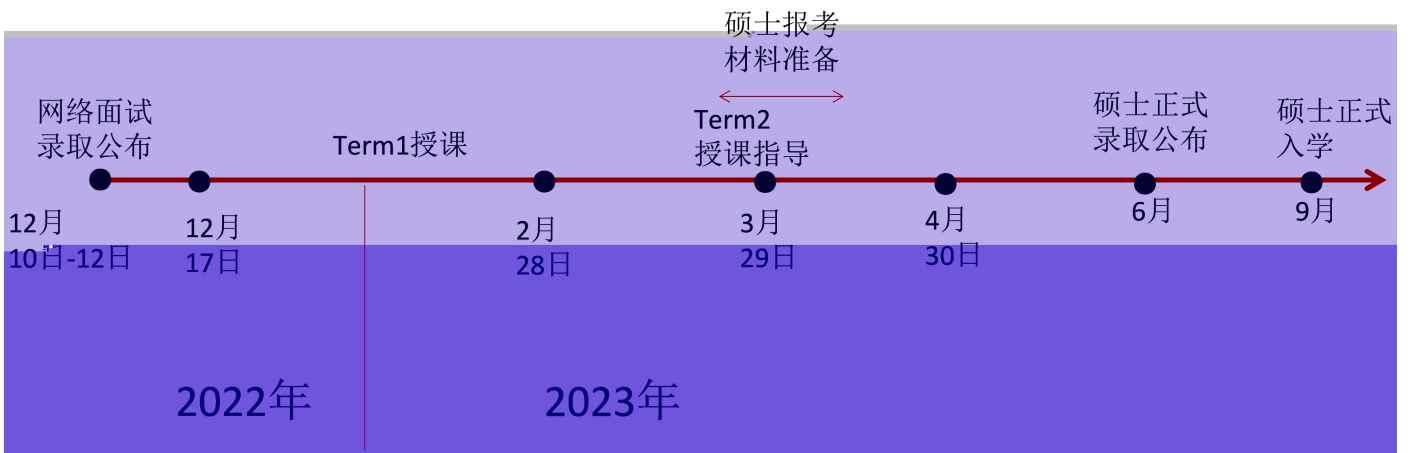 硕士报考
材料准备
网络面试
录取公布
Term1授课
Term2
授课指导
硕士正式
录取公布
硕士正式
入学
12月
10日-12日
12月
17日
2月
28日
3月
29日
4月
30日
6月
9月
2022年
2023年